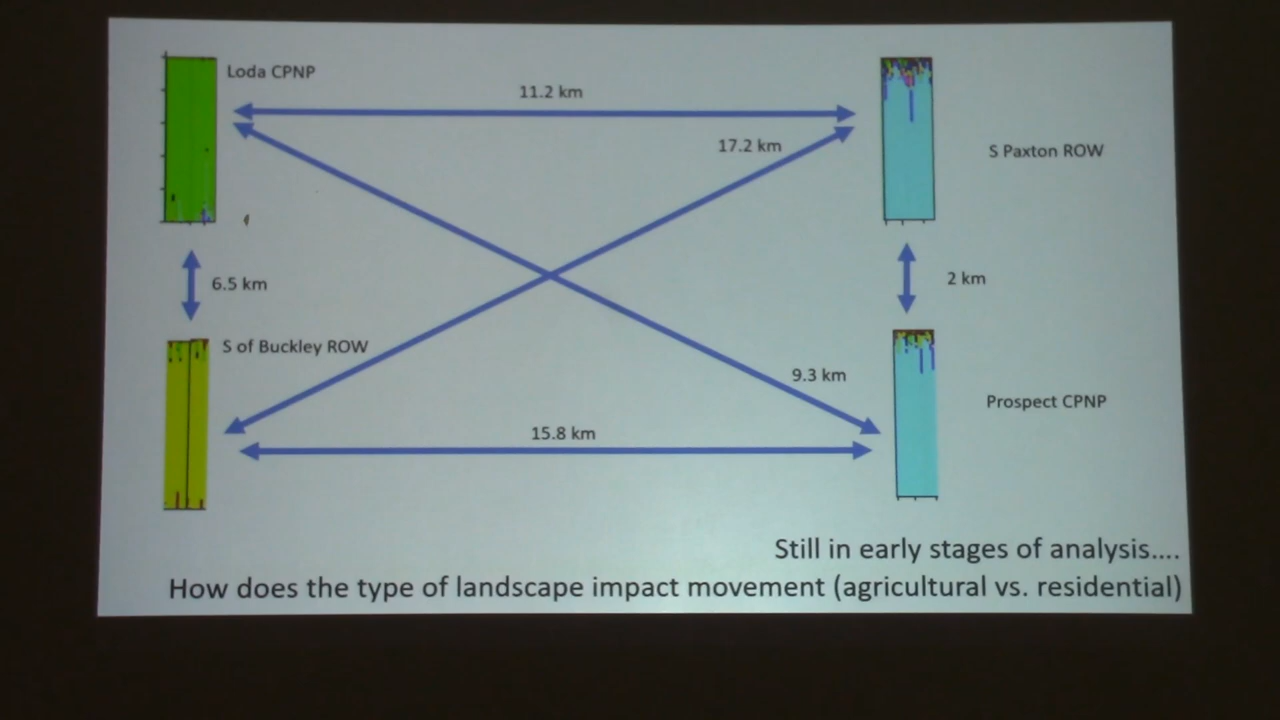 Loda CPNP
11.2 km
17.2 km
S Paxton ROW
6.5 km
2 km
S of Buckley ROW
9.3 km
Prospect CPNP
15.8 km
Still in early stages of analysis....
How does the type of landscape impact movement (agricultural vs. residential)